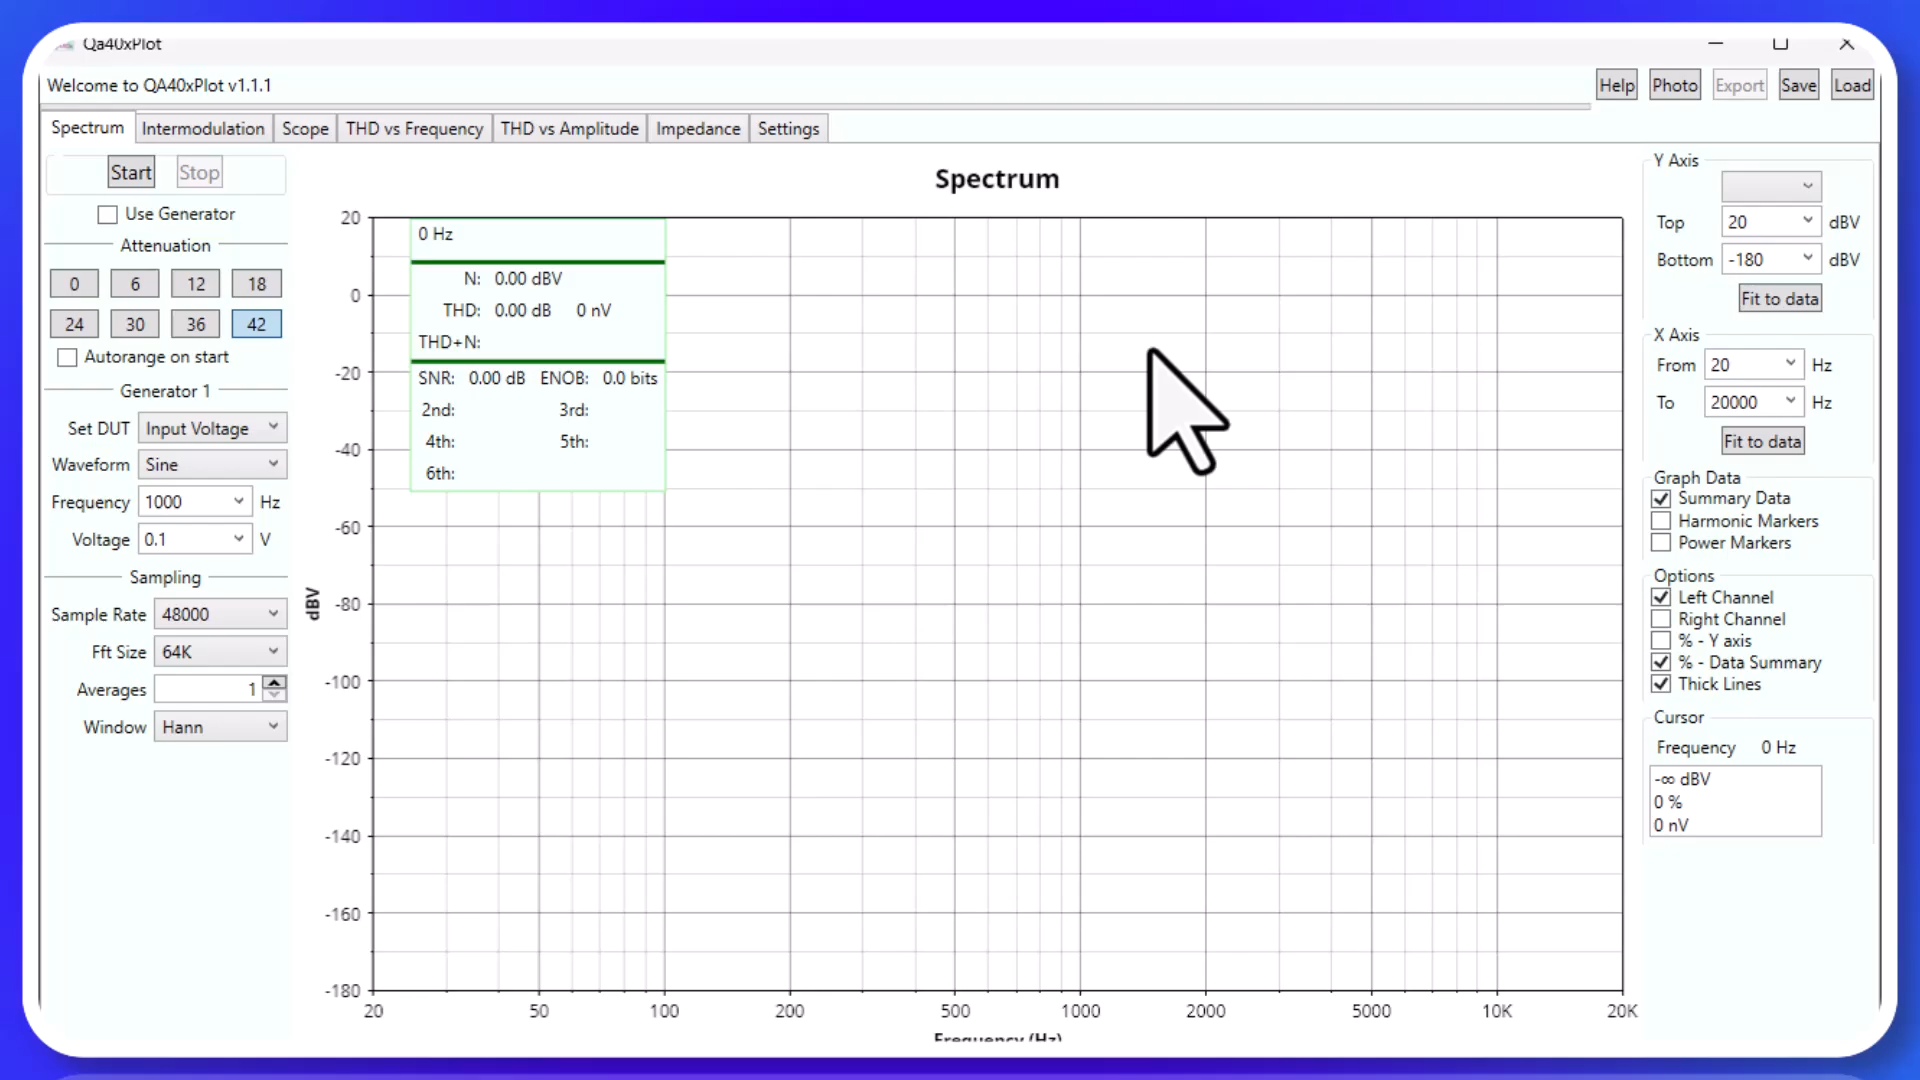 Qa40xPlot
Welcome to QA40xPlot v1.1.1
Help Photo Export Save Load
Spectrum Intermodulation Scope THD vs Frequency THD vs Amplitude Impedance Settings
Start Stop
Use Generator
Attenuation
0 6 12 18
24 30 36 42
Autorange on start
Generator 1
Set DUT Input Voltage
Waveform Sine
Frequency 1000 Hz
Voltage 0.1 V
Sampling
Sample Rate 48000
Fft Size 64K
Averages 1
Window Hann
Spectrum
0 Hz
N: 0.00 dBV
THD: 0.00 dB 0 nV
THD+N:
SNR: 0.00 dB ENOB: 0.0 bits
2nd: 3rd:
4th: 5th:
6th:
dBV
20
0
-20
-40
-60
-80
-100
-120
-140
-160
-180
20 50 100 200 500 1000 2000 5000 10K 20K
Frequency (Hz)
Y Axis
Top 20 dBV
Bottom -180 dBV
Fit to data
X Axis
From 20 Hz
To 20000 Hz
Fit to data
Graph Data
Summary Data
Harmonic Markers
Power Markers
Options
Left Channel
Right Channel
% - Y axis
% - Data Summary
Thick Lines
Cursor
Frequency 0 Hz
-∞ dBV
0 %
0 nV